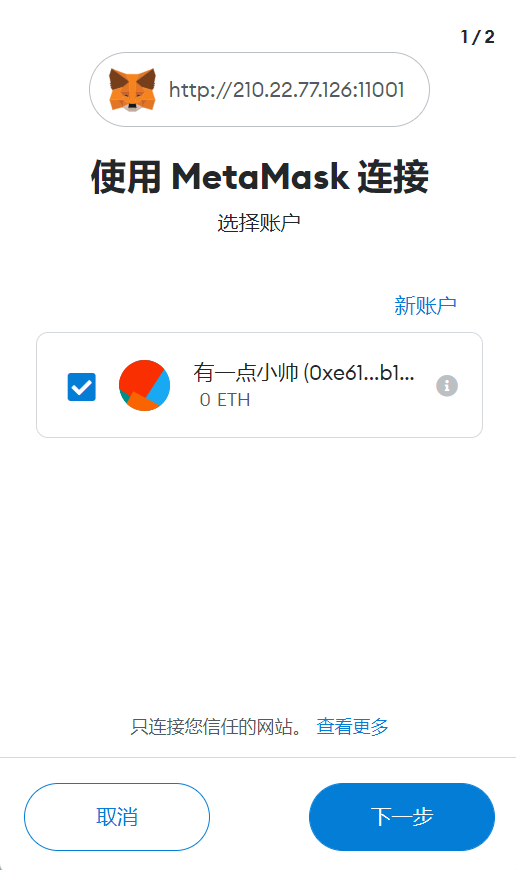 1 / 2
http://210.22.77.126:11001
使用 MetaMask 连接
选择账户
新账户
有一点小帅 (0xe61...b1...
0 ETH
只连接您信任的网站。 查看更多
取消
下一步